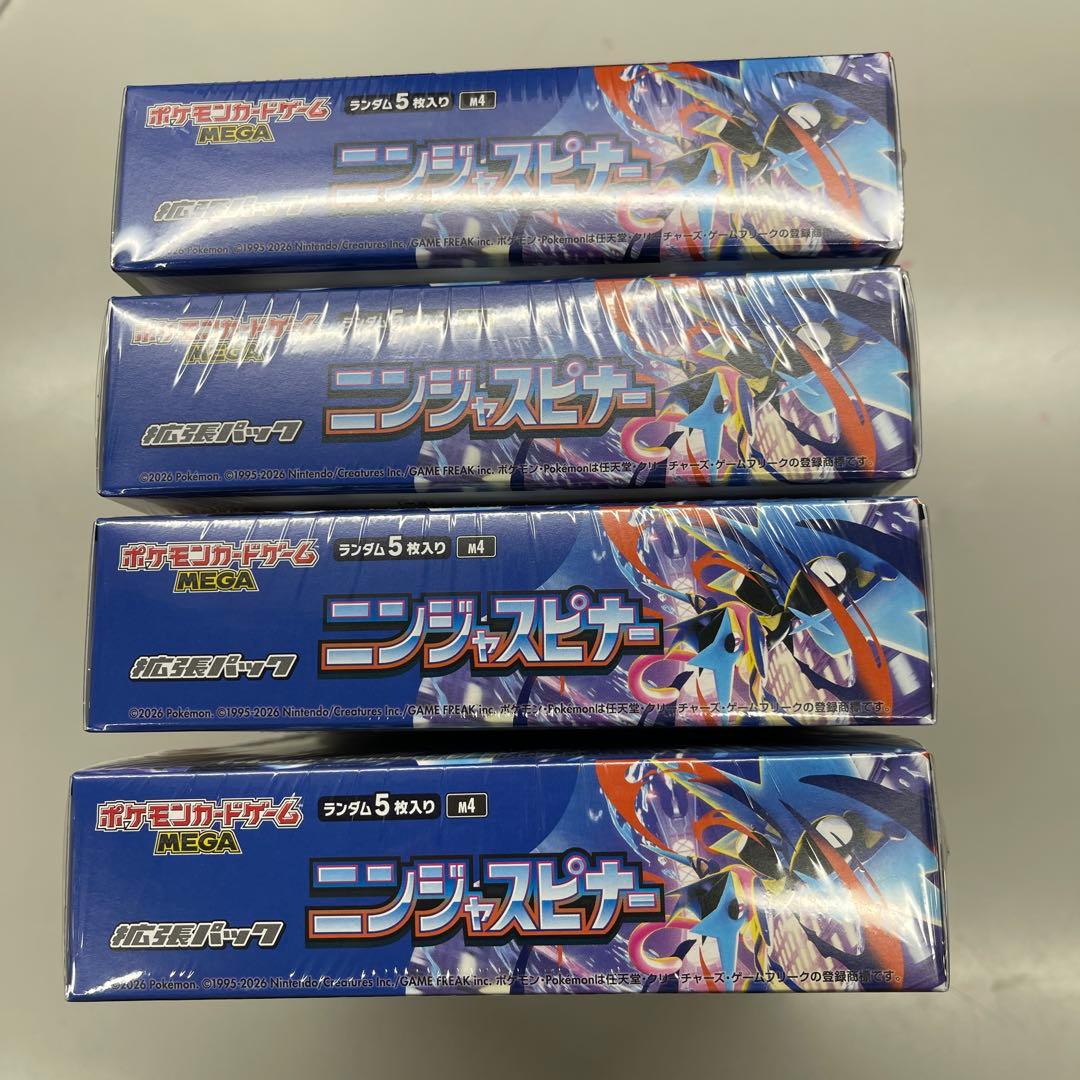 ポケモンカードゲーム
MEGA
ランダム5枚入り M4
ニンジャスピナー
拡張パック
2026 Pokémon. ©1995-2026 Nintendo/Creatures Inc./GAME FREAK inc. ポケモン・Pokémonは任天堂・クリーチャーズ・ゲームフリークの登録商標
ポケモンカードゲーム
MEGA
ランダム5
ニンジャスピナー
拡張パック
©2026 Pokémon. ©1995-2026 Nintendo/Creatures Inc./GAME FREAK inc. ポケモン・Pokémonは任天堂・クリーチャーズ・ゲームフリークの登録商標です。
ポケモンカードゲーム
MEGA
ランダム5枚入り M4
ニンジャスピナー
拡張パック
©2026 Pokémon. ©1995-2026 Nintendo/Creatures Inc./GAME FREAK inc. ポケモン・Pokémonは任天堂・クリーチャーズ・ゲームフリークの登録商標です。
ポケモンカードゲーム
MEGA
ランダム5枚入り M4
ニンジャスピナー
拡張パック
©2026 Pokémon. ©1995-2026 Nintendo/Creatures Inc./GAME FREAK inc. ポケモン・Pokémonは任天堂・クリーチャーズ・ゲームフリークの登録商標です。